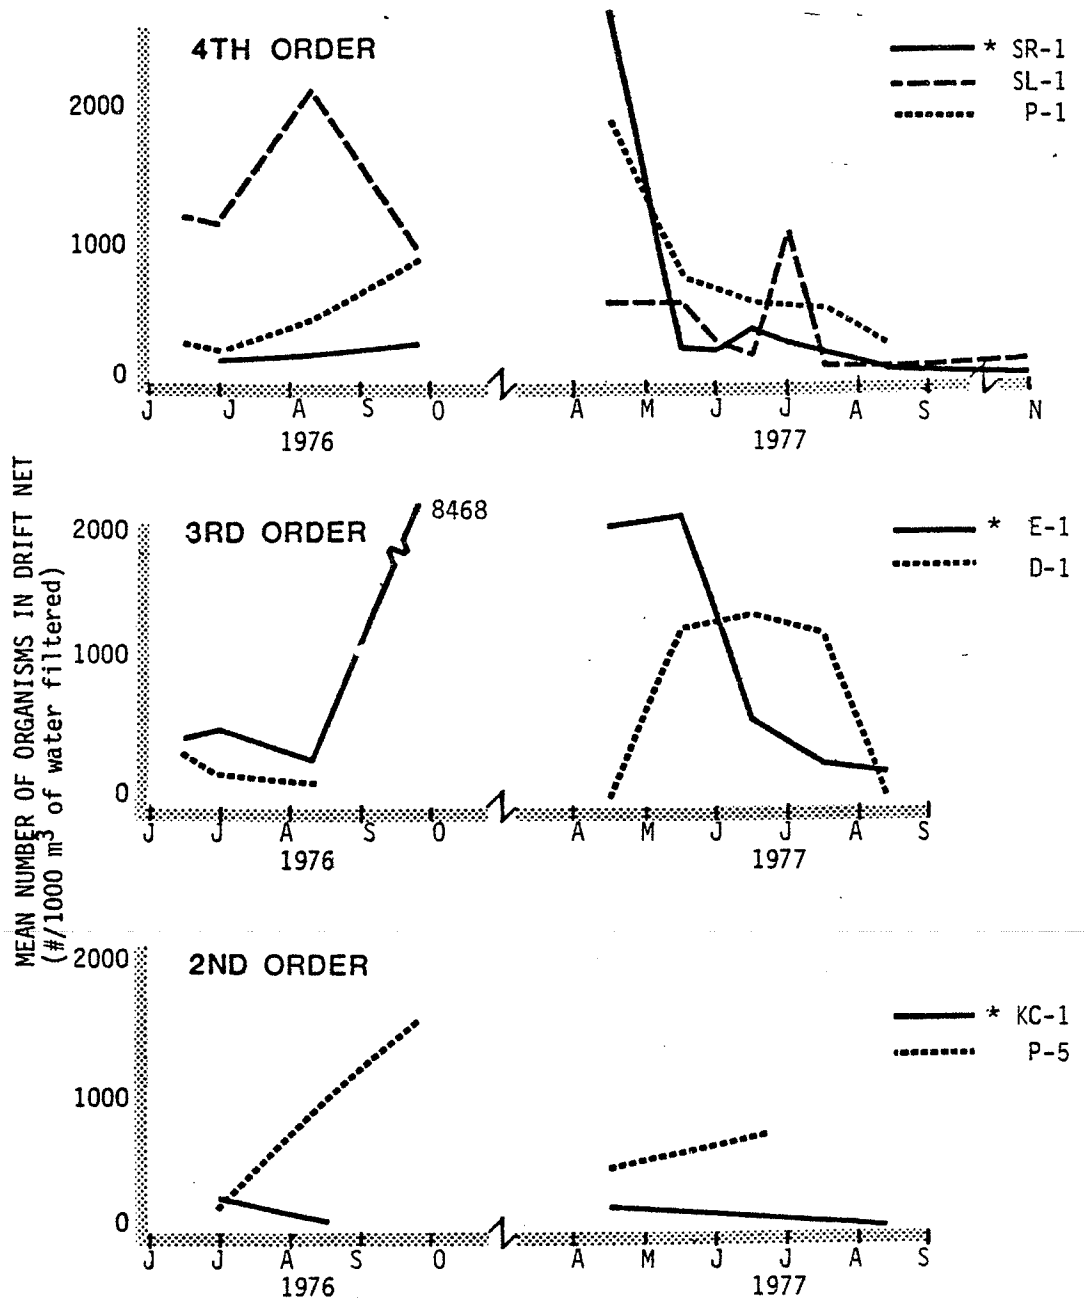 4TH ORDER
* SR-1
SL-1
P-1
2000
1000
0
J J A S O A M J J A S N
1976 1977
3RD ORDER
8468
* E-1
D-1
2000
1000
0
J J A S O A M J J A S
1976 1977
MEAN NUMBER OF ORGANISMS IN DRIFT NET
(#/1000 m³ of water filtered)
2ND ORDER
* KC-1
P-5
2000
1000
0
J J A S O A M J J A S
1976 1977